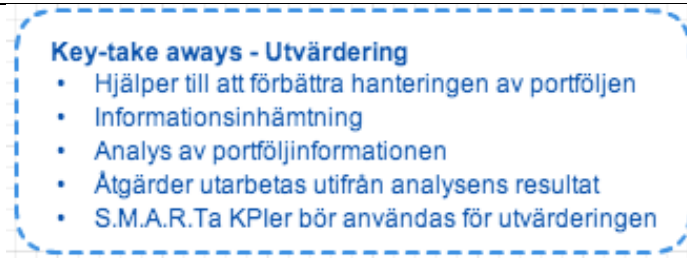 Key-take aways - Utvärdering
• Hjälper till att förbättra hanteringen av portföljen
• Informationsinhämtning
• Analys av portföljinformationen
• Åtgärder utarbetas utifrån analysens resultat
• S.M.A.R.Ta KPIer bör användas för utvärderingen